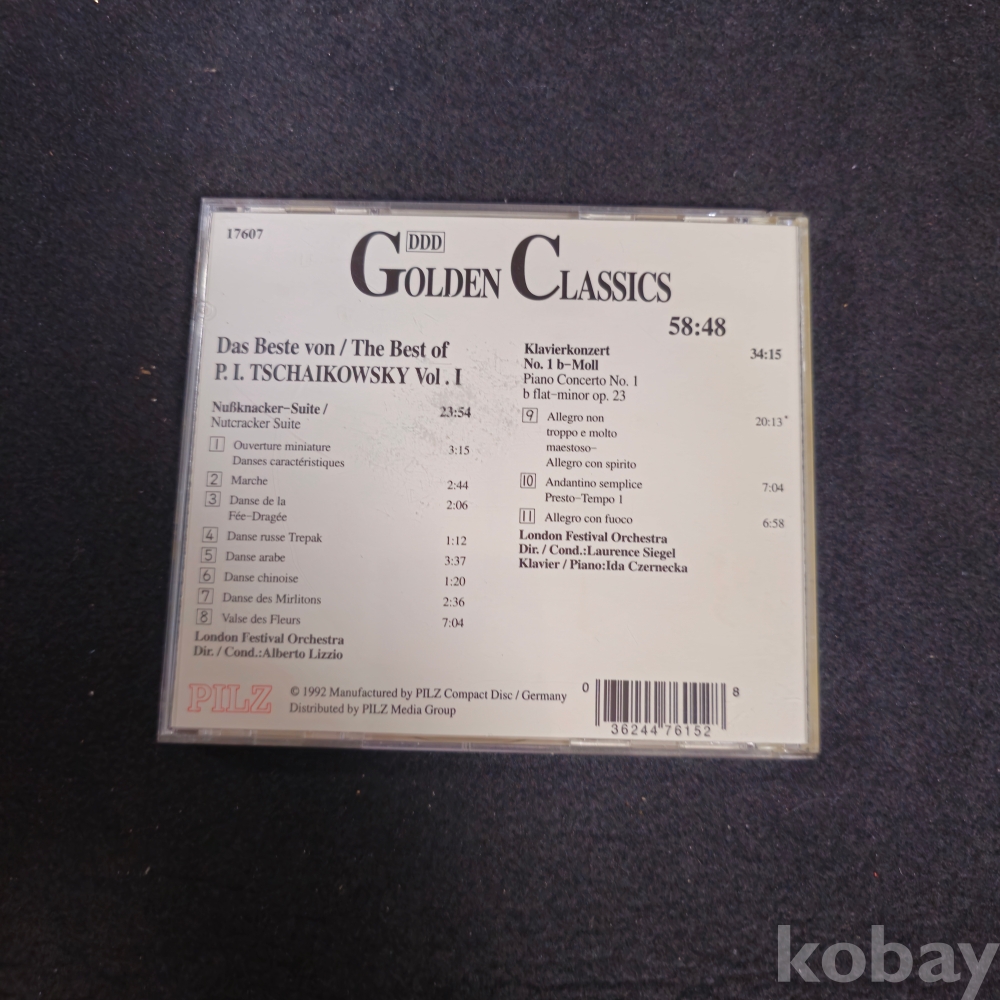 17607
DDD
GOLDEN CLASSICS
58:48
Das Beste von / The Best of
P. I. TSCHAIKOWSKY Vol . I
Nußknacker-Suite / 23:54
Nutcracker Suite
1 Ouverture miniature 3:15
Danses caractéristiques
2 Marche 2:44
3 Danse de la 2:06
Fée-Dragée
4 Danse russe Trepak 1:12
5 Danse arabe 3:37
6 Danse chinoise 1:20
7 Danse des Mirlitons 2:36
8 Valse des Fleurs 7:04
London Festival Orchestra
Dir. / Cond.:Alberto Lizzio
Klavierkonzert 34:15
No. 1 b-Moll
Piano Concerto No. 1
b flat-minor op. 23
9 Allegro non 20:13*
troppo e molto
maestoso-
Allegro con spirito
10 Andantino semplice 7:04
Presto-Tempo 1
11 Allegro con fuoco 6:58
London Festival Orchestra
Dir. / Cond.:Laurence Siegel
Klavier / Piano:Ida Czernecka
PILZ
© 1992 Manufactured by PILZ Compact Disc / Germany
Distributed by PILZ Media Group
0 36244 76152 8
kobay